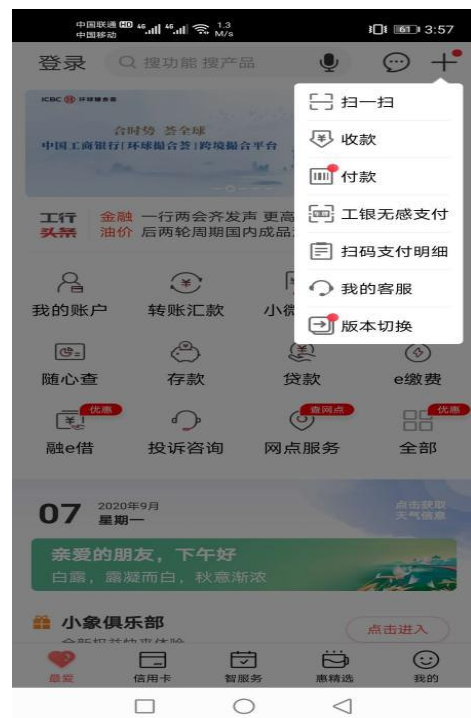 中国联通 HD 4G 4G 1.3 61 3:57
中国移动 M/s
登录 搜功能 搜产品
扫一扫
收款
付款
工银无感支付
扫码支付明细
我的客服
版本切换
ICBC 环球撮合荟
合时势 荟全球
中国工商银行「环球撮合荟」跨境撮合平台
工行 金融 一行两会齐发声 更高
头条 油价 后两轮周期国内成品
我的账户 转账汇款 小微
随心查 存款 贷款 e缴费
优惠 查网点 优惠
融e借 投诉咨询 网点服务 全部
07 2020年9月 点击获取
星期一 天气信息
亲爱的朋友，下午好
白露，露凝而白，秋意渐浓
小象俱乐部 点击进入
最爱 信用卡 智服务 惠精选 我的